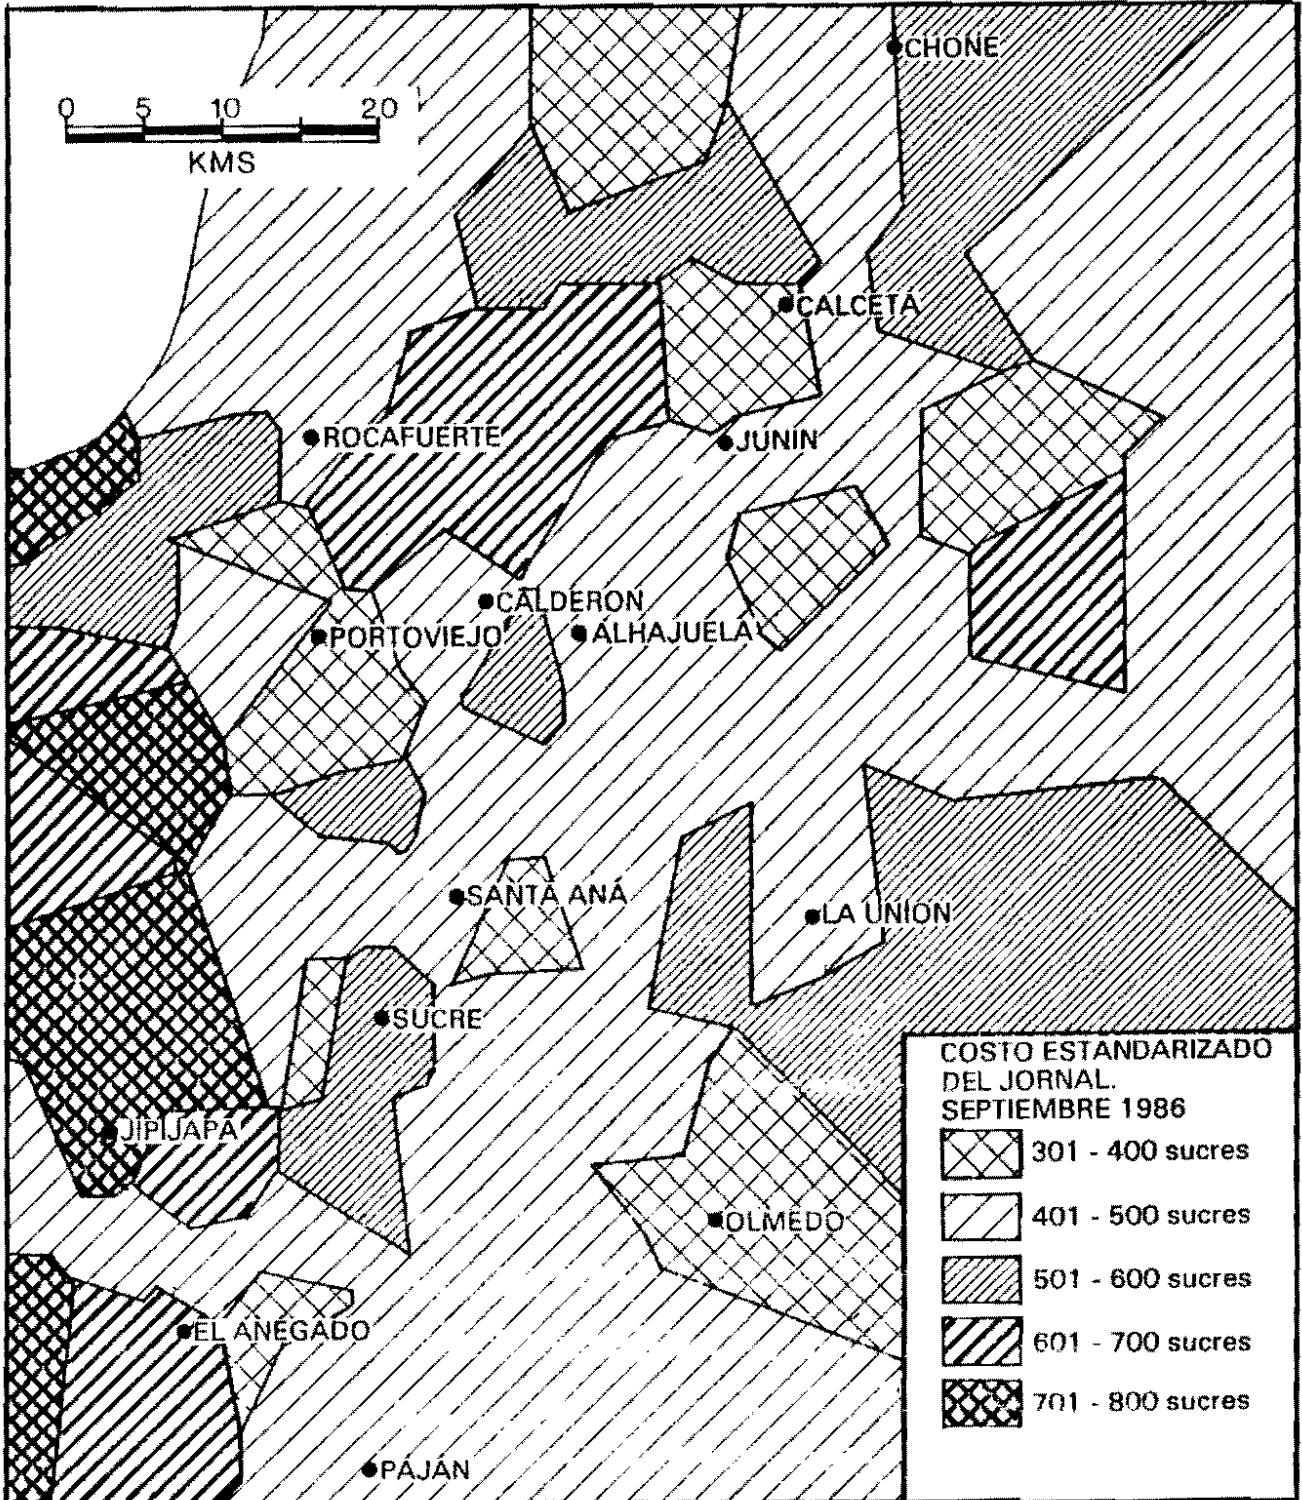 CHONE
0 5 10 20
KMS
CALCETA
ROCAFUERTE
JUNIN
CALDERON
PORTOVIEJO
ALHAJUELA
SANTA ANA
LA UNION
SUCRE
COSTO ESTANDARIZADO
DEL JORNAL.
SEPTIEMBRE 1986
301 - 400 sucres
401 - 500 sucres
501 - 600 sucres
601 - 700 sucres
701 - 800 sucres
JIPIJAPA
OLMEDO
EL ANEGADO
PAJAN